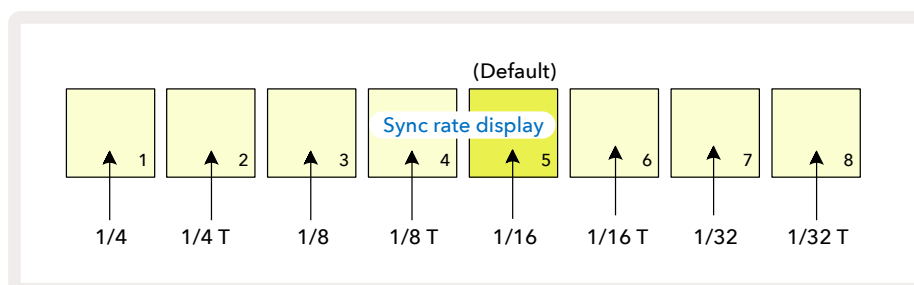 (Default)
Sync rate display
1 2 3 4 5 6 7 8
1/4 1/4 T 1/8 1/8 T 1/16 1/16 T 1/32 1/32 T